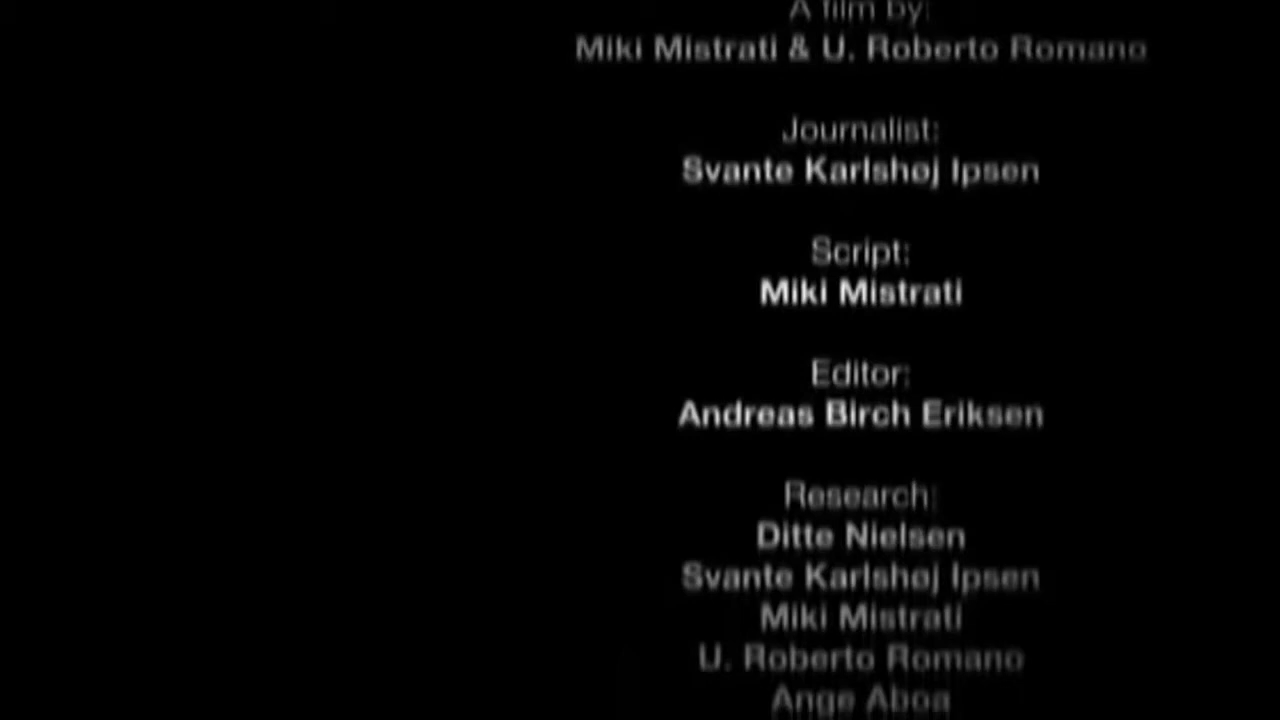 A film by:
Miki Mistrati & U. Roberto Romano
Journalist:
Svante Karlshøj Ipsen
Script:
Miki Mistrati
Editor:
Andreas Birch Eriksen
Research:
Ditte Nielsen
Svante Karlshøj Ipsen
Miki Mistrati
U. Roberto Romano
Ange Aboa